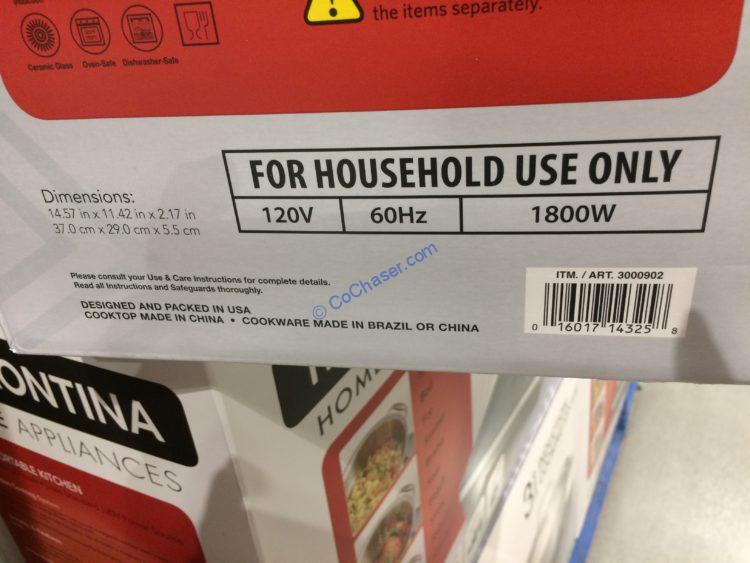 the items separately.
Ceramic Glass Oven-Safe Dishwasher-Safe
FOR HOUSEHOLD USE ONLY
120V 60Hz 1800W
Dimensions:
14.57 in x 11.42 in x 2.17 in
37.0 cm x 29.0 cm x 5.5 cm
© CoChaser.com
Please consult your Use & Care Instructions for complete details.
Read all Instructions and Safeguards thoroughly.
DESIGNED AND PACKED IN USA
COOKTOP MADE IN CHINA • COOKWARE MADE IN BRAZIL OR CHINA
ITM. / ART. 3000902
0 16017 14325 8
ONTINA
E APPLIANCES
ORTABLE KITCHEN
HOME